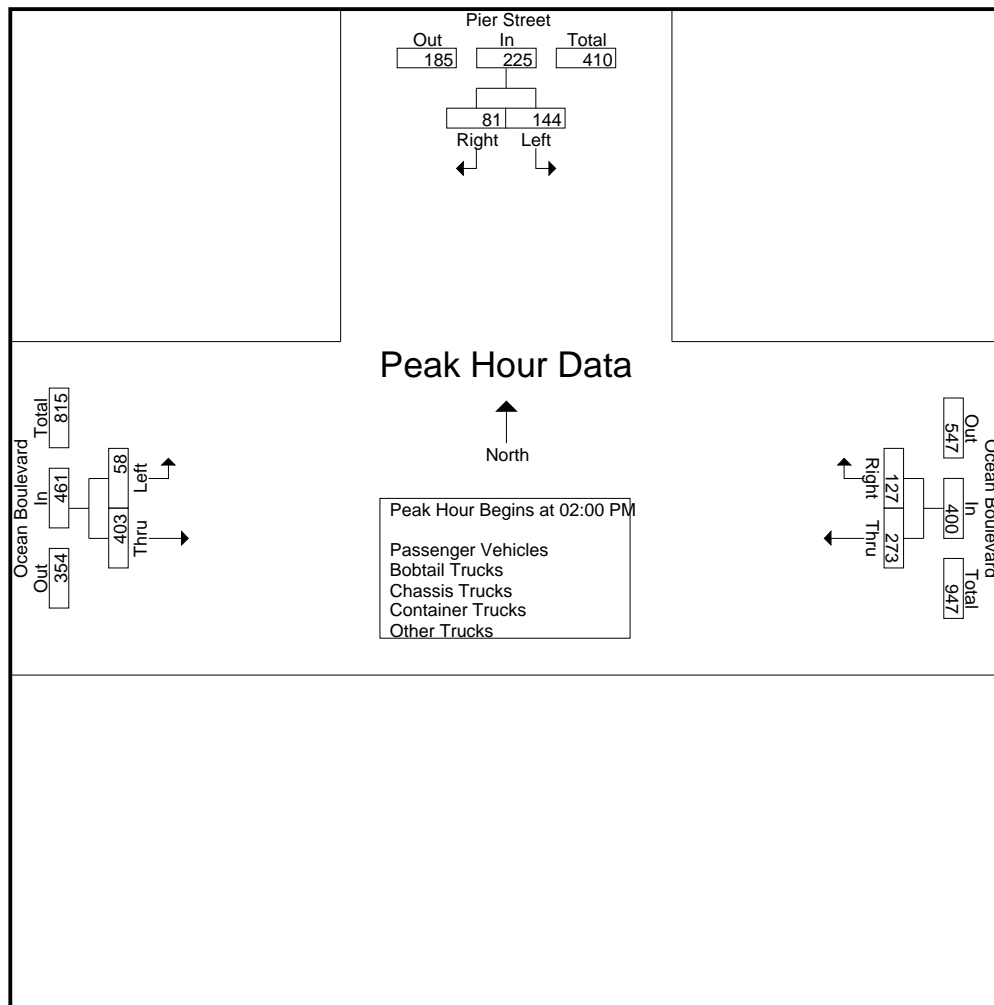 Pier Street
Out In Total
185 225 410
81 144
Right Left
Peak Hour Data
North
Peak Hour Begins at 02:00 PM
Passenger Vehicles
Bobtail Trucks
Chassis Trucks
Container Trucks
Other Trucks
Ocean Boulevard
Out In Total
354 461 815
403 58
Thru Left
Ocean Boulevard
Out In Total
547 400 947
127 273
Right Thru